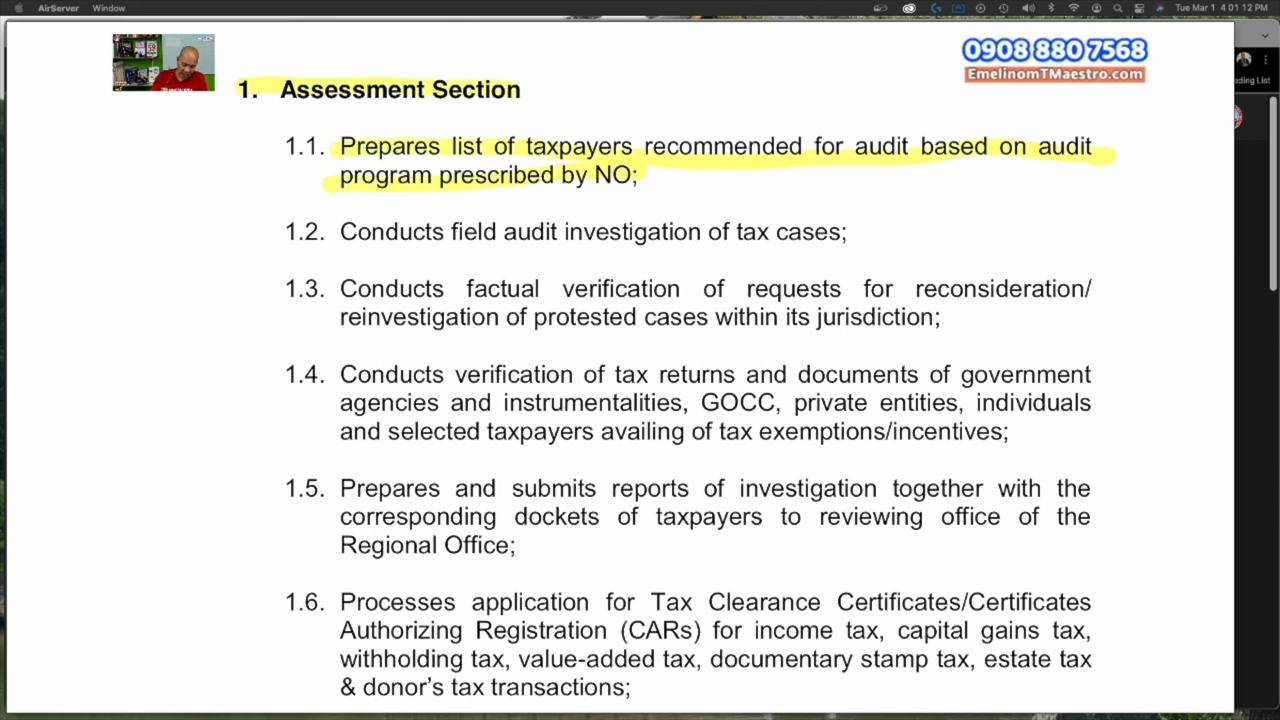 AirServer Window
Tue Mar 1 4 01 12 PM
0908 880 7568
EmelinomTMaestro.com
ding List
1. Assessment Section
1.1. Prepares list of taxpayers recommended for audit based on audit
program prescribed by NO;
1.2. Conducts field audit investigation of tax cases;
1.3. Conducts factual verification of requests for reconsideration/
reinvestigation of protested cases within its jurisdiction;
1.4. Conducts verification of tax returns and documents of government
agencies and instrumentalities, GOCC, private entities, individuals
and selected taxpayers availing of tax exemptions/incentives;
1.5. Prepares and submits reports of investigation together with the
corresponding dockets of taxpayers to reviewing office of the
Regional Office;
1.6. Processes application for Tax Clearance Certificates/Certificates
Authorizing Registration (CARs) for income tax, capital gains tax,
withholding tax, value-added tax, documentary stamp tax, estate tax
& donor’s tax transactions;